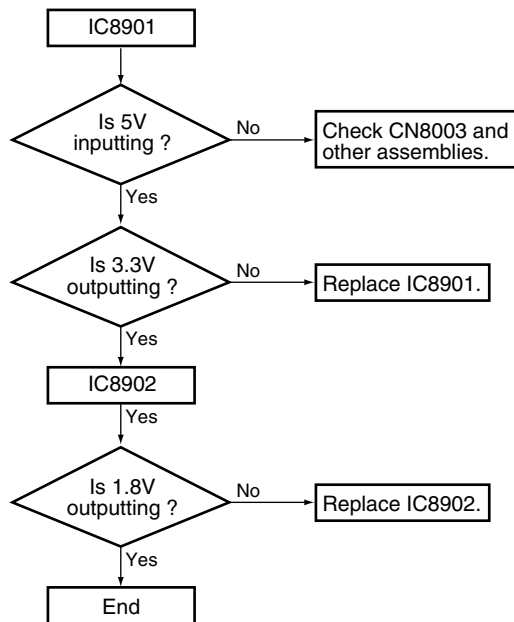 IC8901
Is 5V
inputting ?
No
Check CN8003 and
other assemblies.
Yes
Is 3.3V
outputting ?
No
Replace IC8901.
Yes
IC8902
Yes
Is 1.8V
outputting ?
No
Replace IC8902.
Yes
End